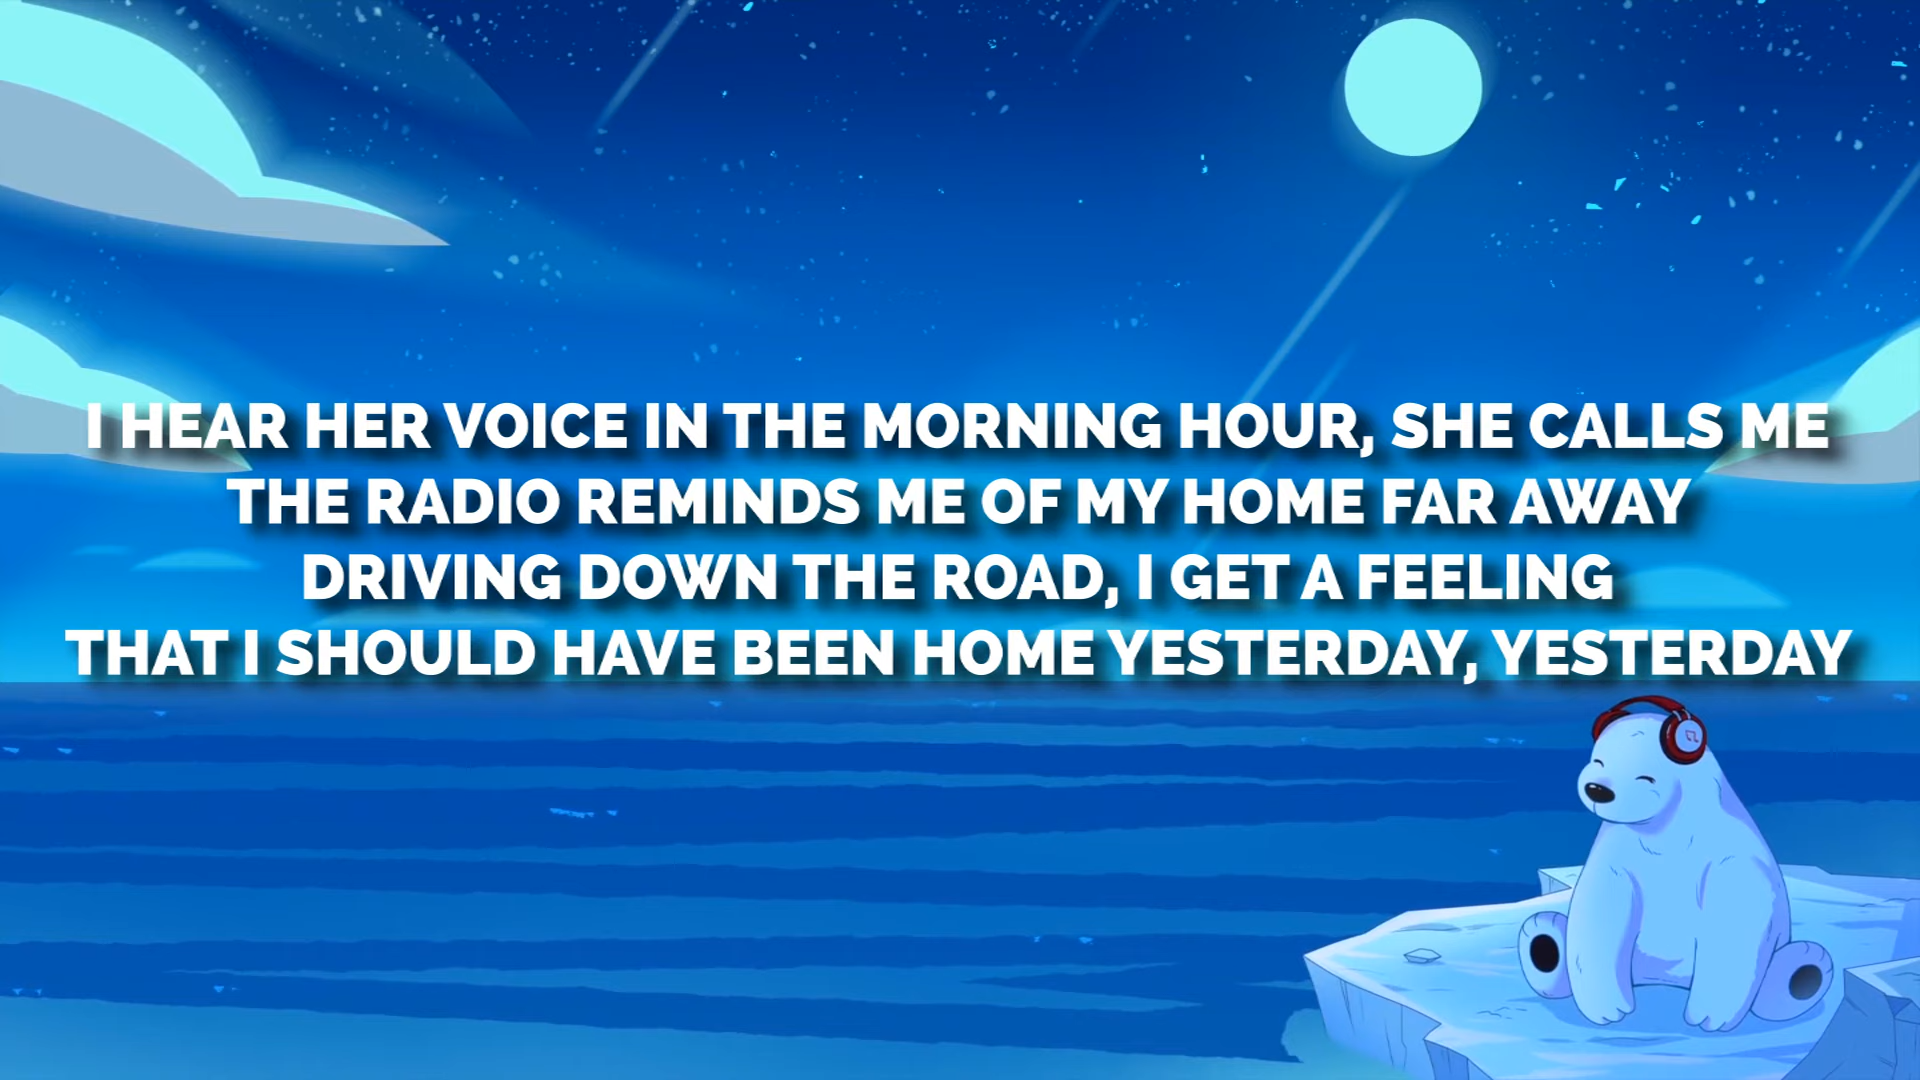 I HEAR HER VOICE IN THE MORNING HOUR, SHE CALLS ME
THE RADIO REMINDS ME OF MY HOME FAR AWAY
DRIVING DOWN THE ROAD, I GET A FEELING
THAT I SHOULD HAVE BEEN HOME YESTERDAY, YESTERDAY